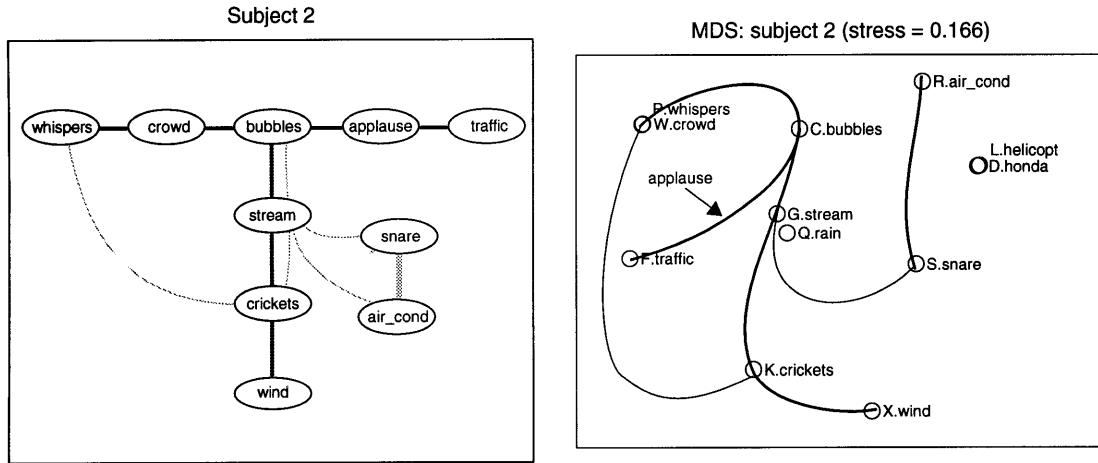 Subject 2
whispers
crowd
bubbles
applause
traffic
stream
snare
crickets
air_cond
wind
MDS: subject 2 (stress = 0.166)
R.air_cond
P.whispers
W.crowd
C.bubbles
L.helicopt
D.honda
applause
G.stream
Q.rain
F.traffic
S.snare
K.crickets
X.wind